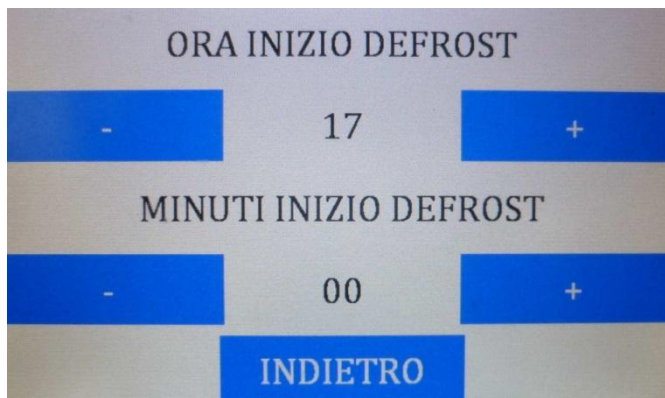 ORA INIZIO DEFROST
- 17 +
MINUTI INIZIO DEFROST
- 00 +
INDIETRO